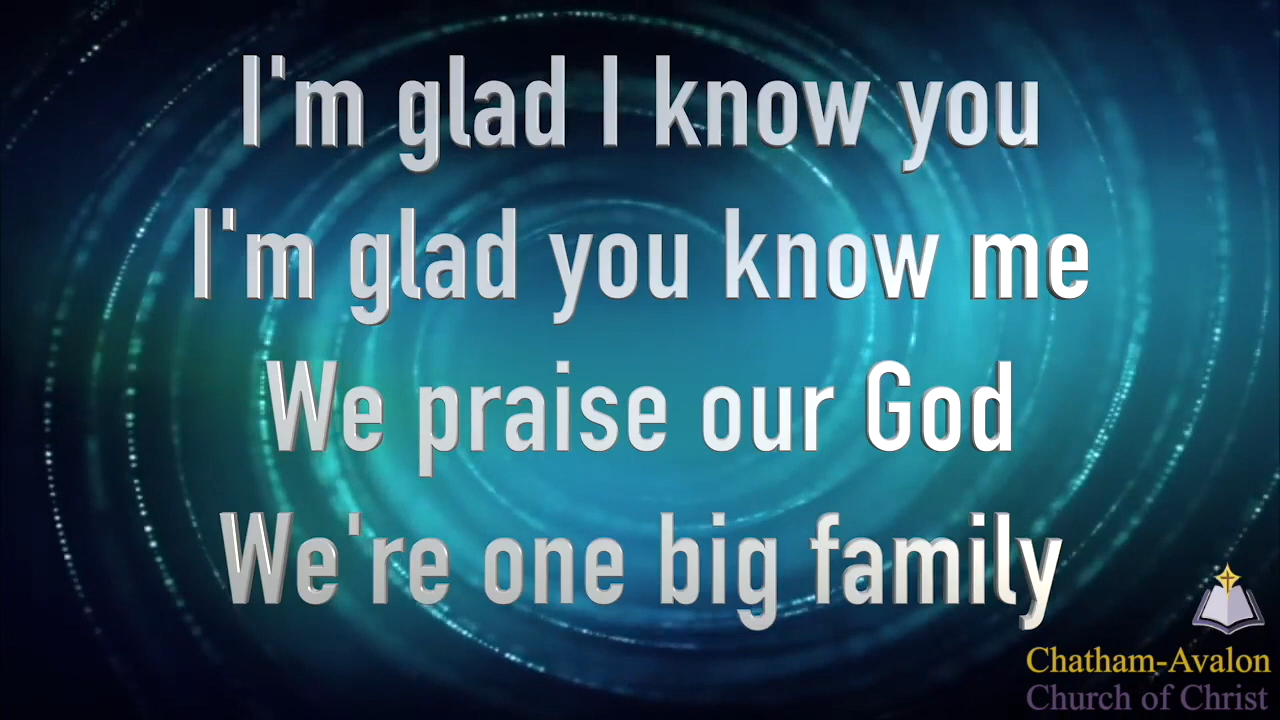 I'm glad I know you
I'm glad you know me
We praise our God
We're one big family
Chatham-Avalon
Church of Christ